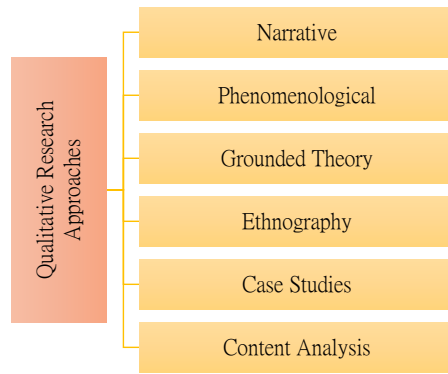 Qualitative Research
Approaches
Narrative
Phenomenological
Grounded Theory
Ethnography
Case Studies
Content Analysis